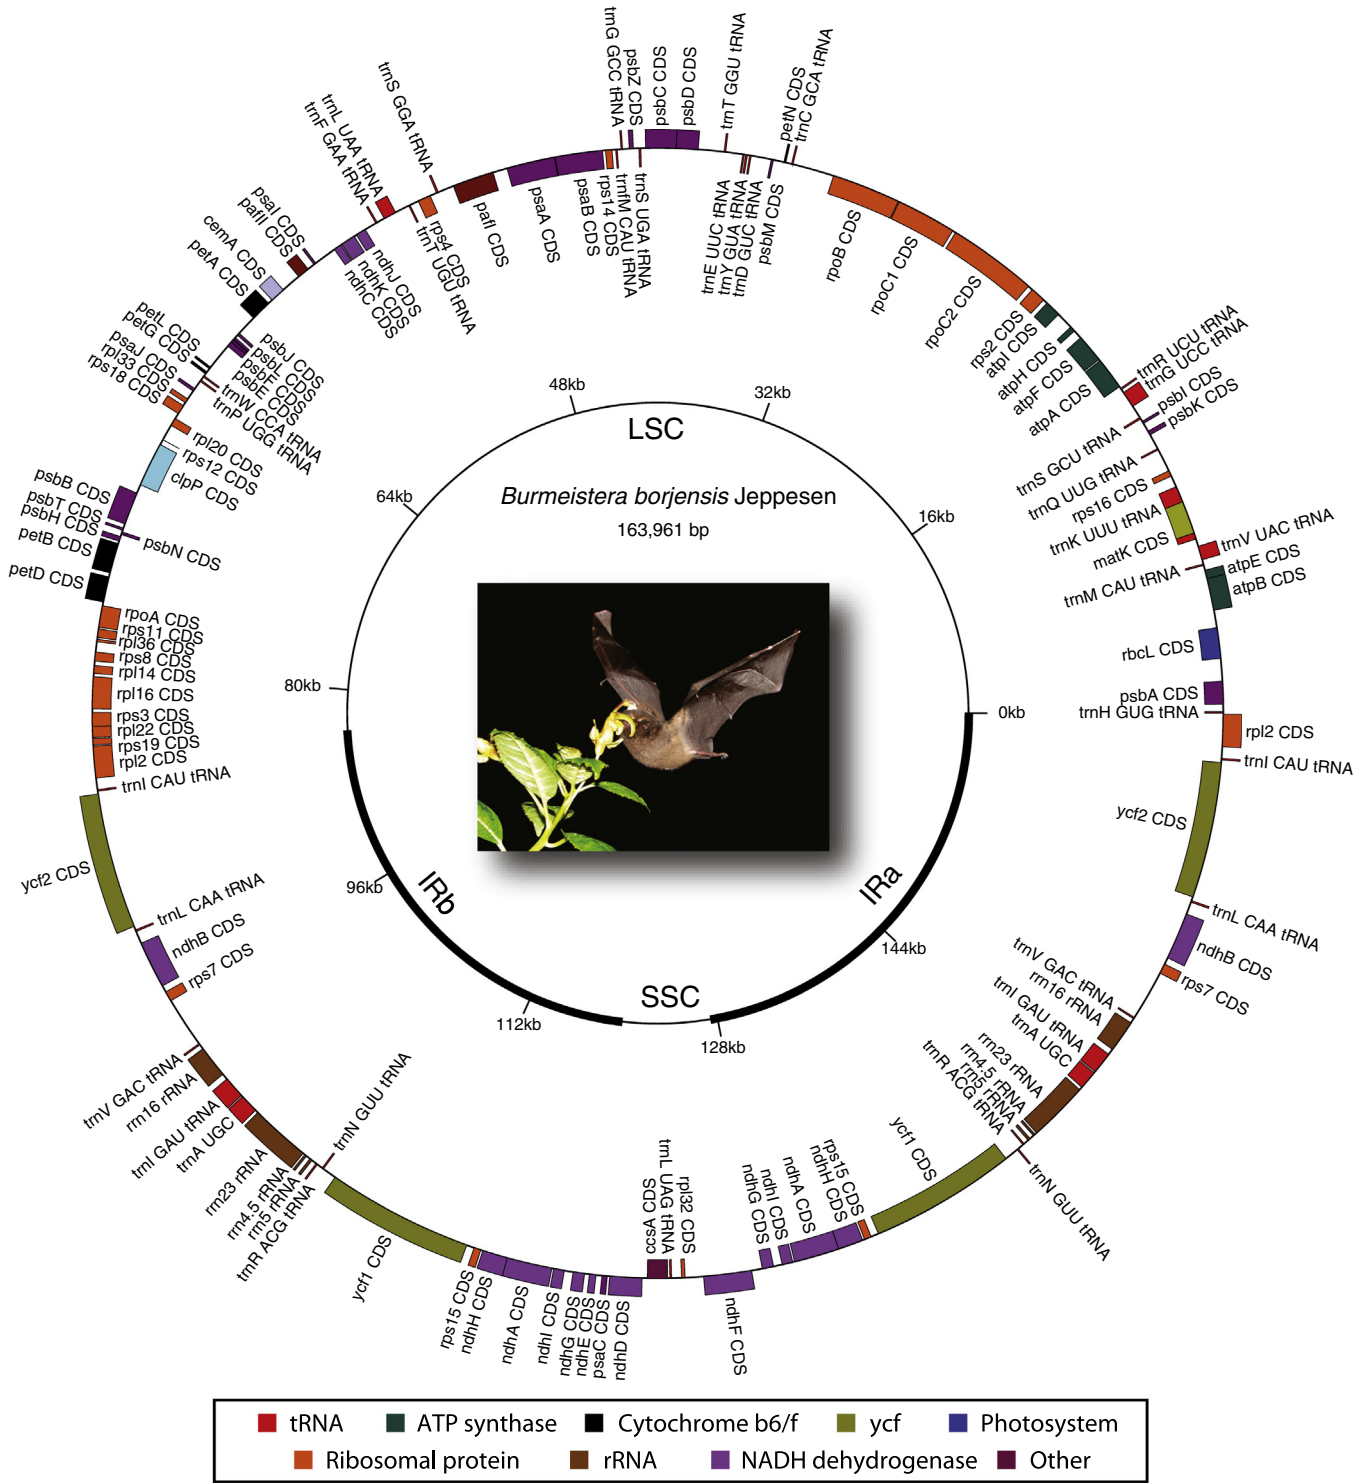 trnG GCC tRNA
psbZ CDS
psbC CDS
psbD CDS
trnT GGU tRNA
petN CDS
trnC GCA tRNA
trnS GGA tRNA
trnL UAA tRNA
trnF GAA tRNA
psaI CDS
pafII CDS
cemA CDS
petA CDS
petL CDS
petG CDS
psaJ CDS
rpl33 CDS
rps18 CDS
psbB CDS
psbT CDS
psbH CDS
petB CDS
petD CDS
rps4 CDS
trnT UGU tRNA
pafI CDS
psaA CDS
psaB CDS
rps14 CDS
trnfM CAU tRNA
trnS UGA tRNA
trnE UUC tRNA
trnY GUA tRNA
trnD GUC tRNA
psbM CDS
rpoB CDS
rpoC1 CDS
rpoC2 CDS
rps2 CDS
atpI CDS
atpH CDS
atpF CDS
atpA CDS
trnR UCU tRNA
trnG UCC tRNA
psbI CDS
psbK CDS
trnS GCU tRNA
trnQ UUG tRNA
rps16 CDS
trnK UUU tRNA
matK CDS
trnV UAC tRNA
trnM CAU tRNA
atpE CDS
atpB CDS
rbcL CDS
psbA CDS
trnH GUG tRNA
rpl2 CDS
trnI CAU tRNA
ycf2 CDS
trnL CAA tRNA
ndhB CDS
rps7 CDS
trnV GAC tRNA
rrn16 rRNA
trnI GAU tRNA
trnA UGC
rrn23 rRNA
rrn4.5 rRNA
rrn5 rRNA
trnR ACG tRNA
trnN GUU tRNA
ycf1 CDS
rps15 CDS
ndhH CDS
ndhA CDS
ndhI CDS
ndhG CDS
rpl32 CDS
trnL UAG tRNA
ccsA CDS
ndhF CDS
ndhJ CDS
ndhK CDS
ndhC CDS
psbJ CDS
psbL CDS
psbF CDS
psbE CDS
trnW CCA tRNA
trnP UGG tRNA
rpl20 CDS
rps12 CDS
clpP CDS
psbN CDS
rpoA CDS
rps11 CDS
rpl36 CDS
rps8 CDS
rpl14 CDS
rpl16 CDS
rps3 CDS
rpl22 CDS
rps19 CDS
rpl2 CDS
trnI CAU tRNA
ycf2 CDS
trnL CAA tRNA
ndhB CDS
rps7 CDS
trnV GAC tRNA
rrn16 rRNA
trnI GAU tRNA
trnA UGC
rrn23 rRNA
rrn4.5 rRNA
rrn5 rRNA
trnR ACG tRNA
trnN GUU tRNA
ycf1 CDS
rps15 CDS
ndhH CDS
ndhA CDS
ndhI CDS
ndhG CDS
ndhE CDS
psaC CDS
ndhD CDS
48kb
32kb
LSC
64kb
16kb
Burmeistera borjensis Jeppesen
163,961 bp
80kb
0kb
96kb
IRb
IRa
144kb
SSC
112kb
128kb
tRNA ATP synthase Cytochrome b6/f ycf Photosystem
Ribosomal protein rRNA NADH dehydrogenase Other